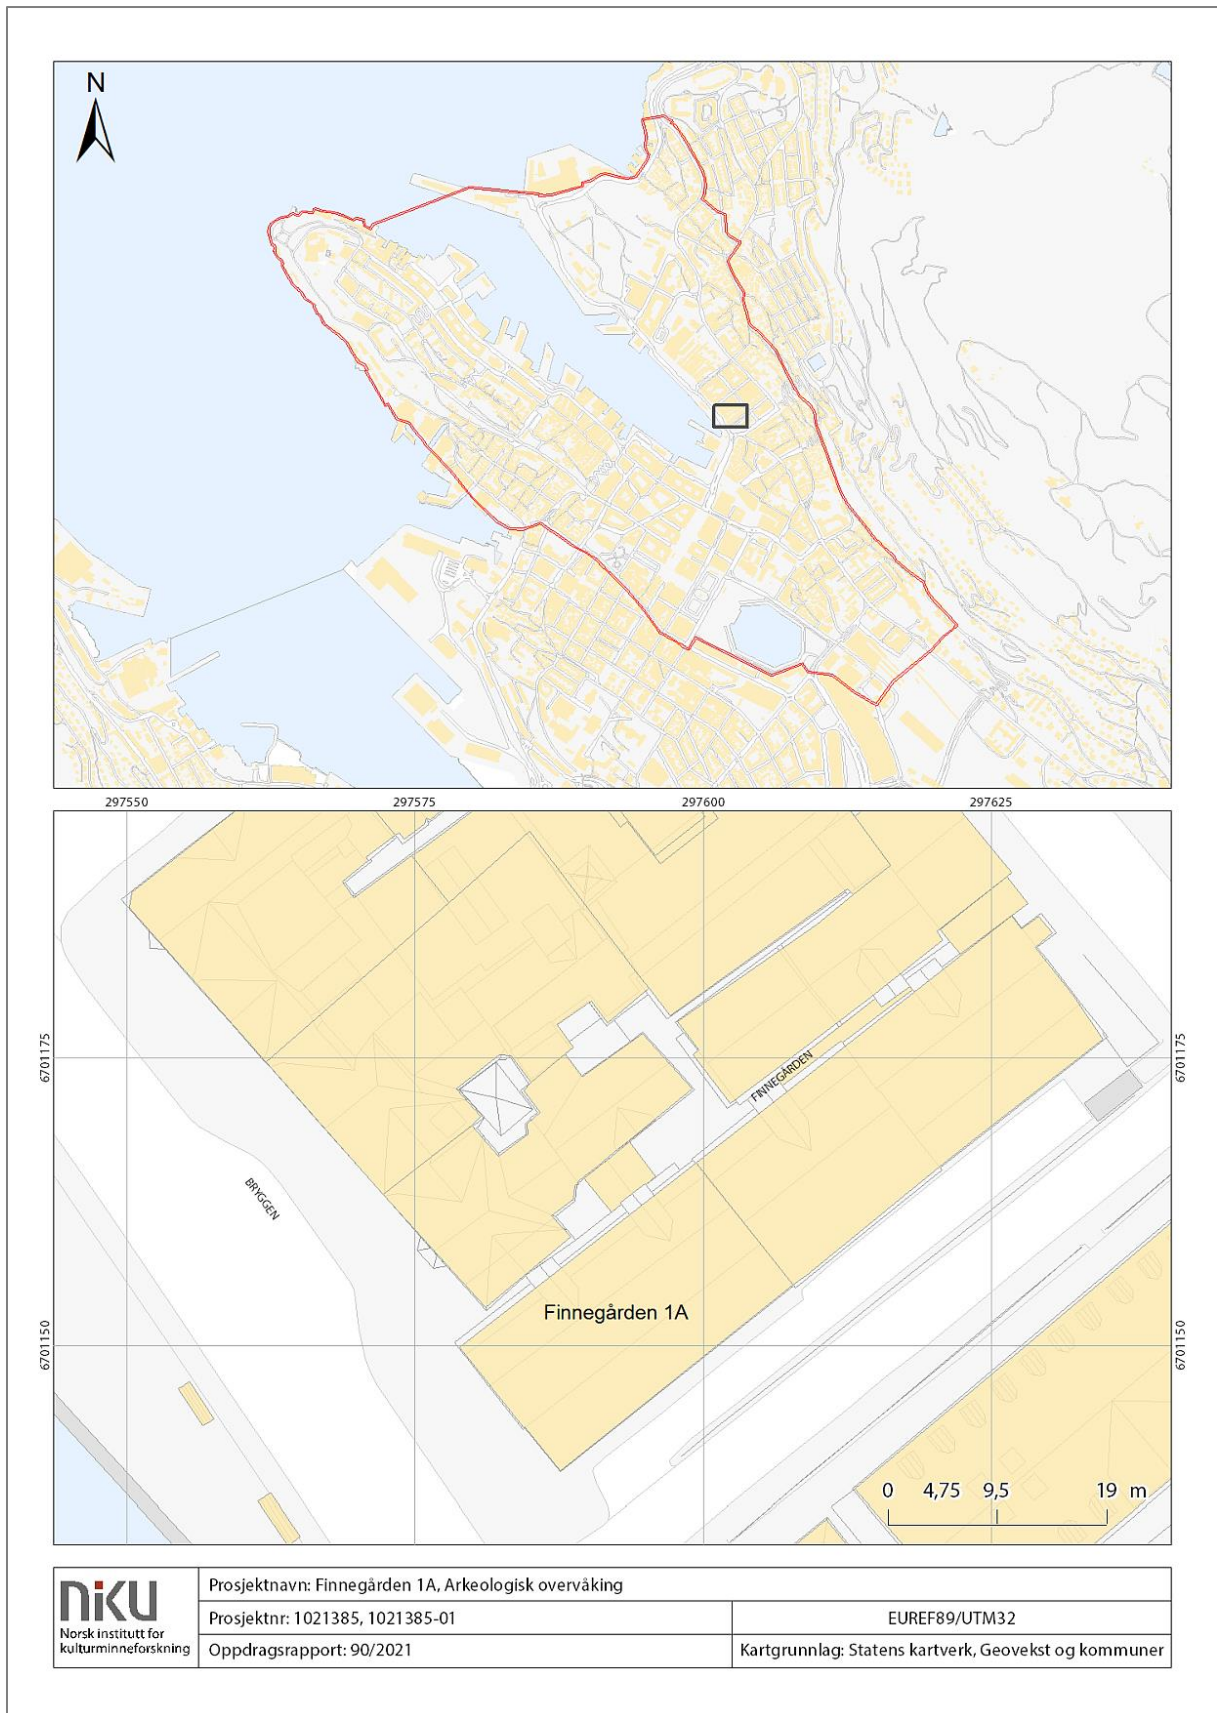 N
297550 297575 297600 297625
6701175 6701175
FINNEGÅRDEN
BRYGGEN
Finnegården 1A
6701150 6701150
0 4,75 9,5 19 m
niku
Norsk institutt for
kulturminneforskning
Prosjektnavn: Finnegården 1A, Arkeologisk overvåking
Prosjektnr: 1021385, 1021385-01
EUREF89/UTM32
Oppdragsrapport: 90/2021
Kartgrunnlag: Statens kartverk, Geovekst og kommuner